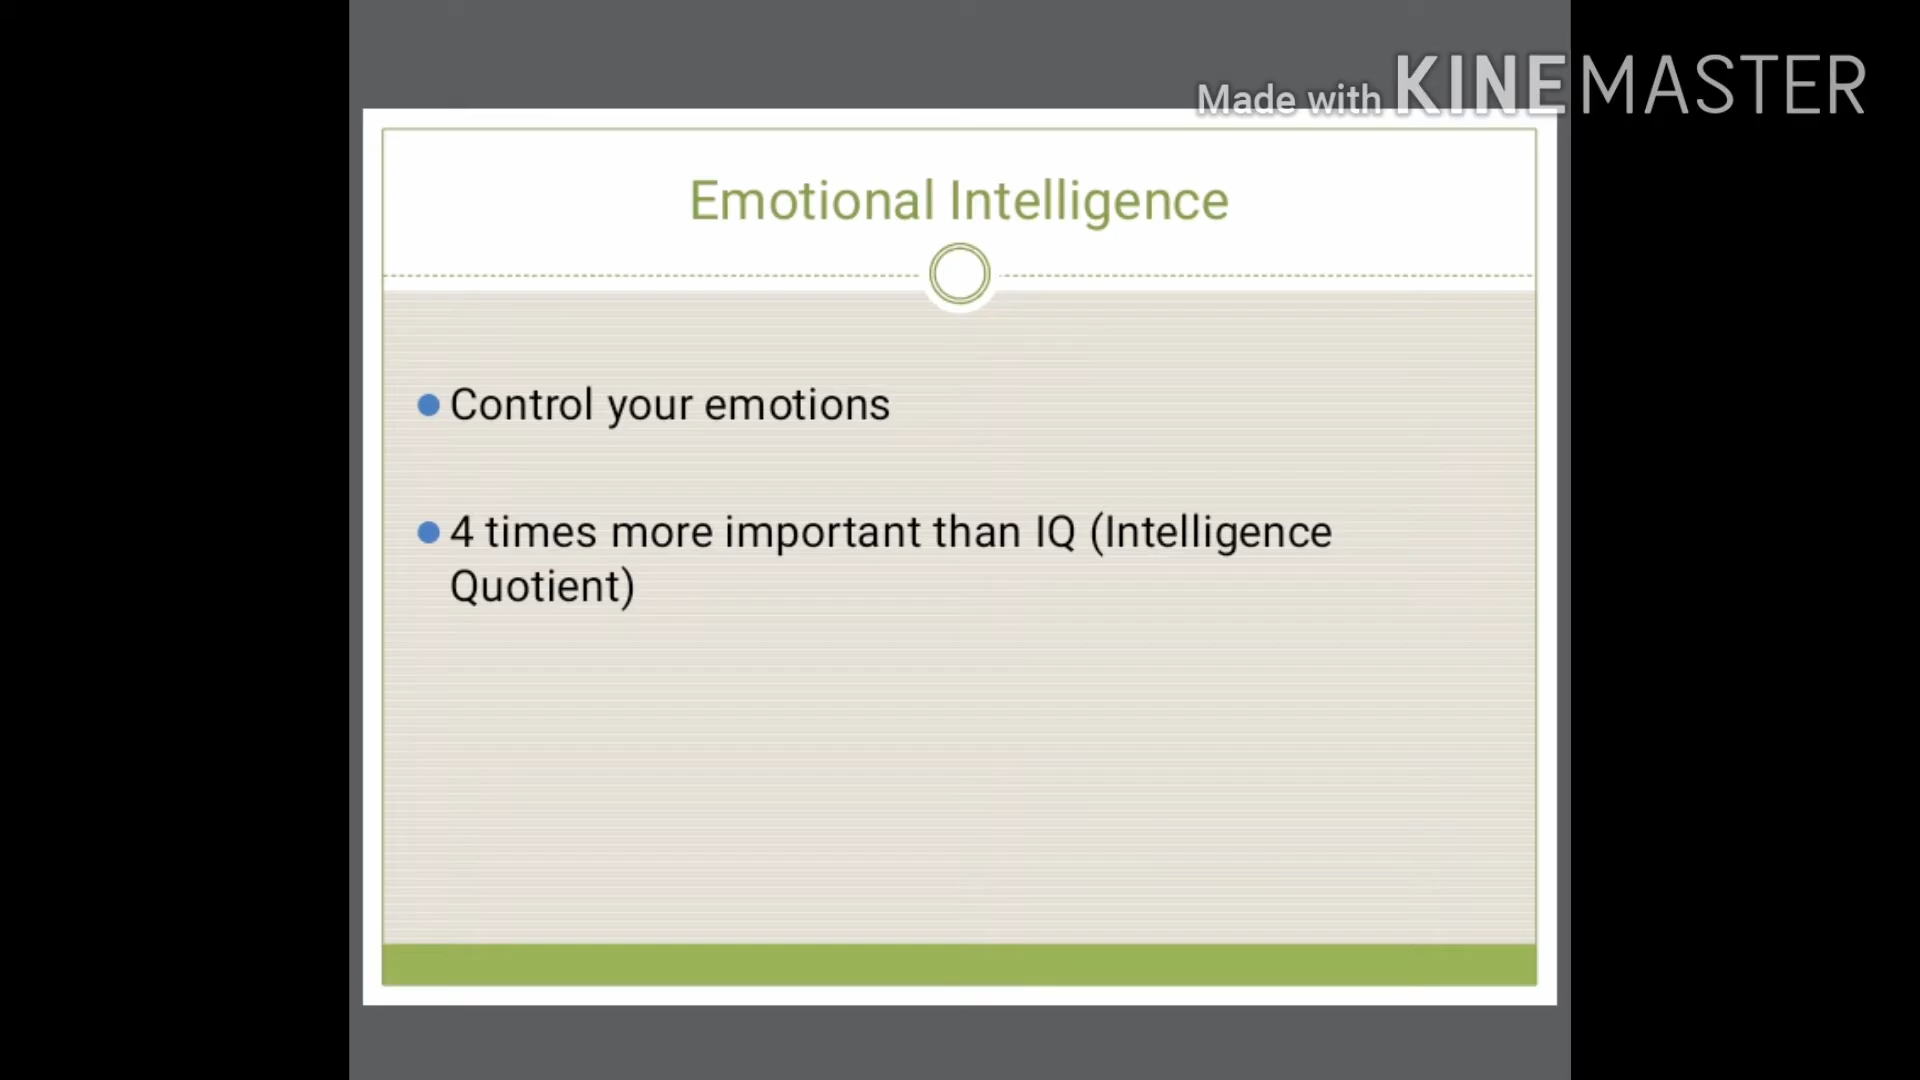 Made with KINEMASTER
Emotional Intelligence
Control your emotions
4 times more important than IQ (Intelligence
Quotient)